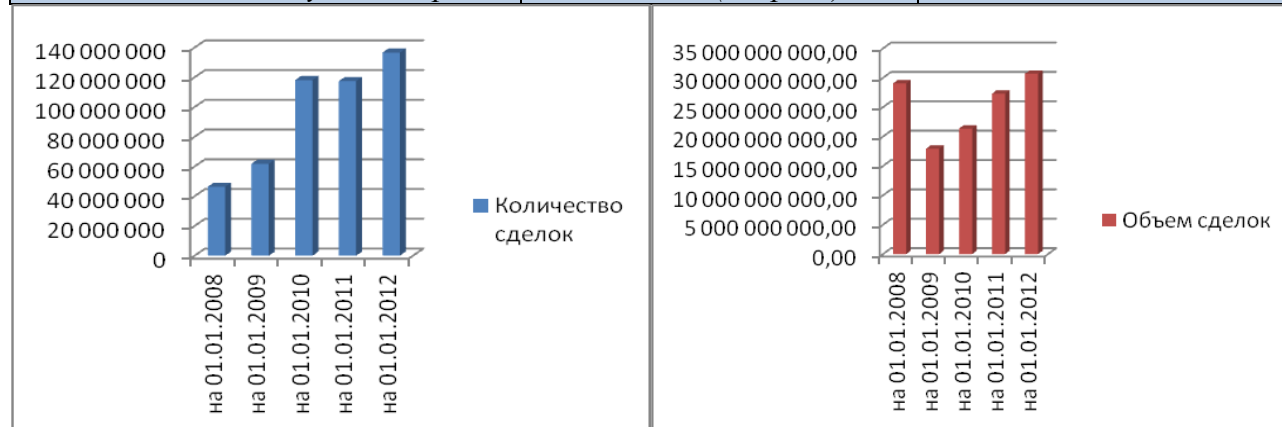 140 000 000
120 000 000
100 000 000
80 000 000
60 000 000
40 000 000
20 000 000
0
на 01.01.2008
на 01.01.2009
на 01.01.2010
на 01.01.2011
на 01.01.2012
Количество
сделок
35 000 000 000,00
30 000 000 000,00
25 000 000 000,00
20 000 000 000,00
15 000 000 000,00
10 000 000 000,00
5 000 000 000,00
0,00
на 01.01.2008
на 01.01.2009
на 01.01.2010
на 01.01.2011
на 01.01.2012
Объем сделок